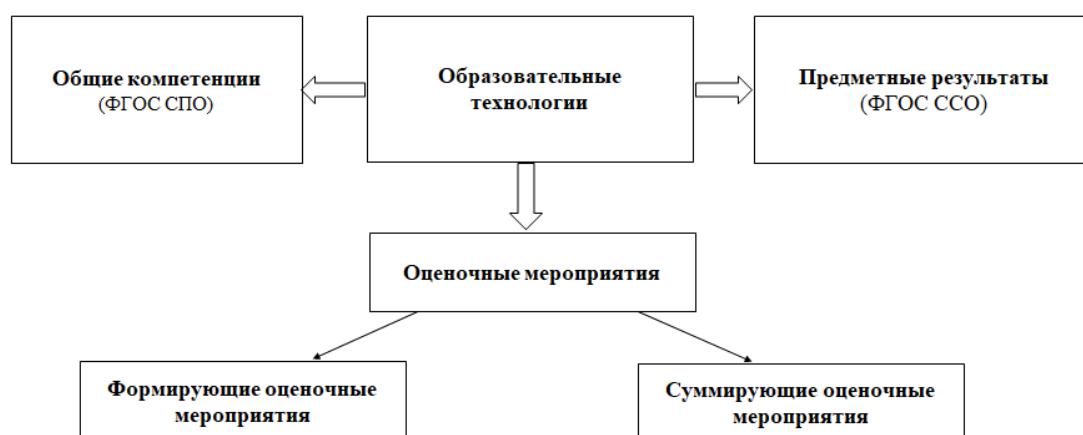 Общие компетенции
(ФГОС СПО)
Образовательные
технологии
Предметные результаты
(ФГОС ССО)
Оценочные мероприятия
Формирующие оценочные
мероприятия
Суммирующие оценочные
мероприятия